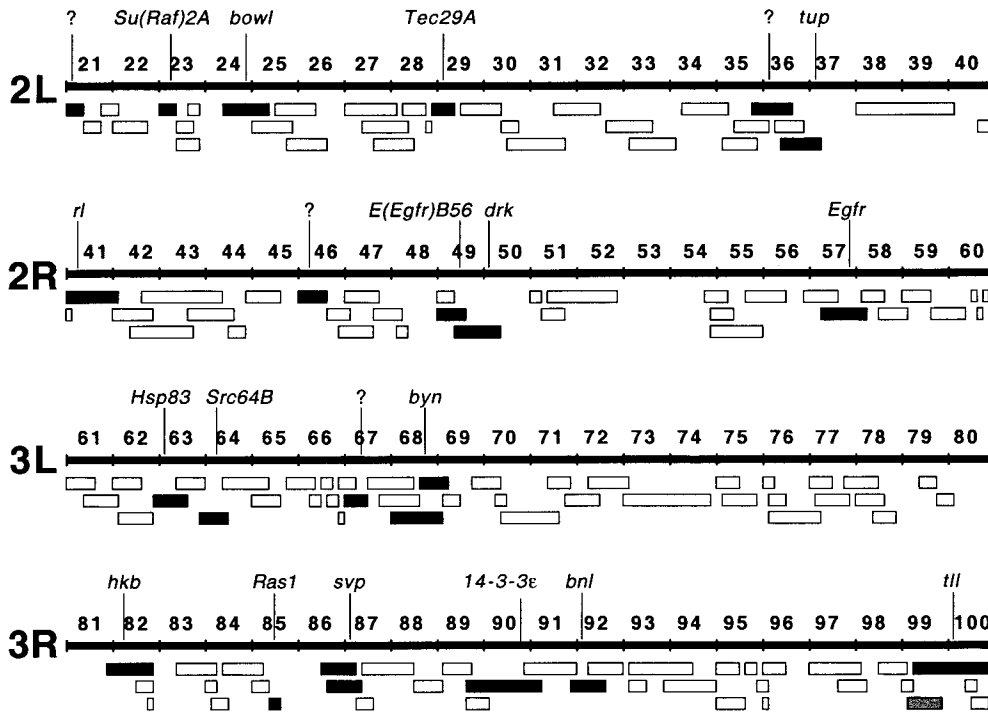 ? Su(Raf)2A bowl Tec29A ? tup
21 22 23 24 25 26 27 28 29 30 31 32 33 34 35 36 37 38 39 40
2L
rl ? E(Egfr)B56 drk Egfr
41 42 43 44 45 46 47 48 49 50 51 52 53 54 55 56 57 58 59 60
2R
Hsp83 Src64B ? byn
61 62 63 64 65 66 67 68 69 70 71 72 73 74 75 76 77 78 79 80
3L
hkb Ras1 svp 14-3-3ε bnl tll
81 82 83 84 85 86 87 88 89 90 91 92 93 94 95 96 97 98 99 100
3R